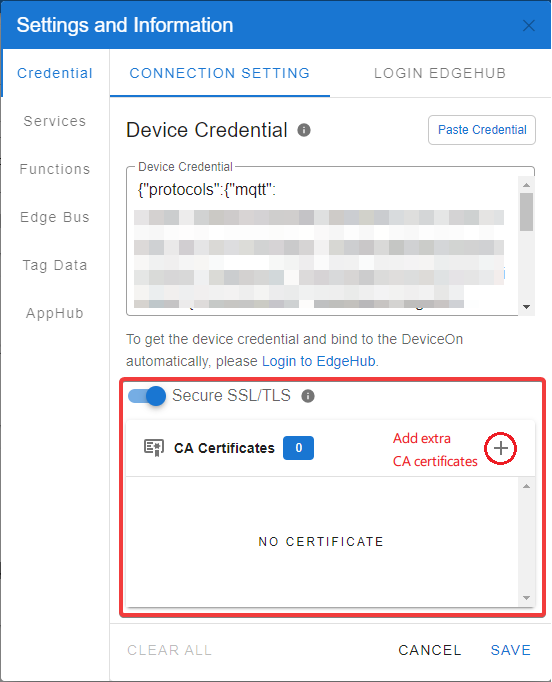 Settings and Information
Credential
Services
Functions
Edge Bus
Tag Data
AppHub
CONNECTION SETTING
LOGIN EDGEHUB
Device Credential
Paste Credential
Device Credential
{"protocols":{"mqtt":
To get the device credential and bind to the DeviceOn
automatically, please Login to EdgeHub.
Secure SSL/TLS
CA Certificates 0
Add extra
CA certificates
NO CERTIFICATE
CLEAR ALL
CANCEL
SAVE